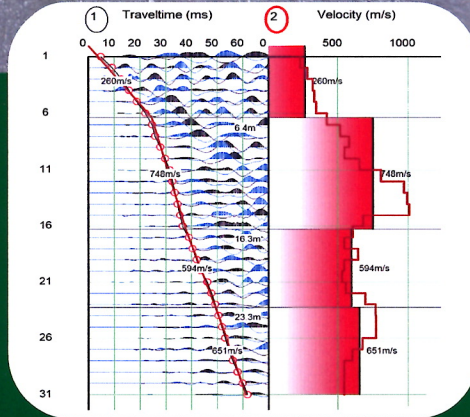 1 Traveltime (ms) 2 Velocity (m/s)
0 10 20 30 40 50 60 0 500 1000
1
260m/s 260m/s
6
6.4m
11
748m/s 748m/s
16
16.3m
594m/s 594m/s
21
23.3m
26
651m/s 651m/s
31